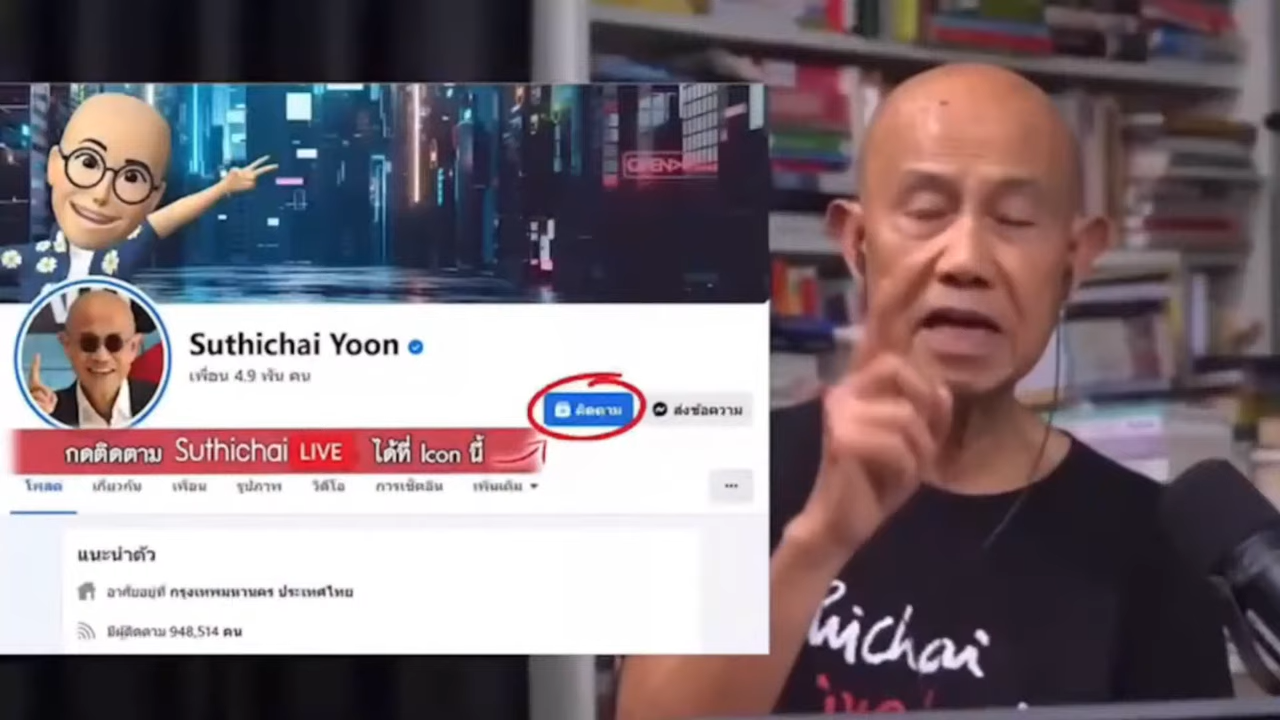 OPEN
Suthichai Yoon
เพื่อน 4.9 พัน คน
ติดตาม
ส่งข้อความ
กดติดตาม Suthichai LIVE ได้ที่ Icon นี้
โพสต์ เกี่ยวกับ เพื่อน รูปภาพ วิดีโอ การเช็คอิน เพิ่มเติม
แนะนำตัว
อาศัยอยู่ที่ กรุงเทพมหานคร ประเทศไทย
มีผู้ติดตาม 948,514 คน
thichai